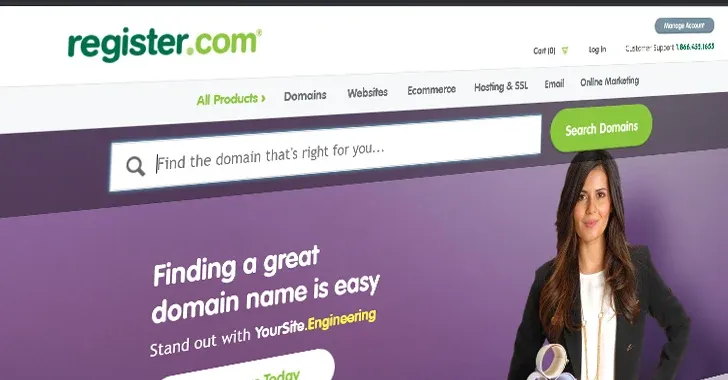 Manage Account
register.com®
Cart (0) Log In Customer Support 1.866.455.1655
All Products › Domains Websites Ecommerce Hosting & SSL Email Online Marketing
Find the domain that's right for you... Search Domains
Finding a great
domain name is easy
Stand out with YourSite.Engineering
Today